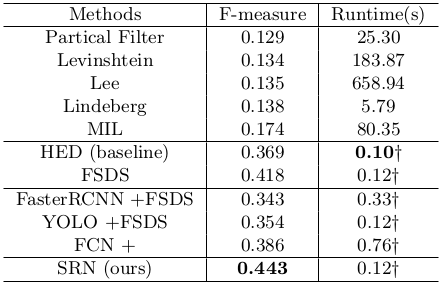 Methods F-measure Runtime(s)
Partical Filter 0.129 25.30
Levinshtein 0.134 183.87
Lee 0.135 658.94
Lindeberg 0.138 5.79
MIL 0.174 80.35
HED (baseline) 0.369 0.10†
FSDS 0.418 0.12†
FasterRCNN +FSDS 0.343 0.33†
YOLO +FSDS 0.354 0.12†
FCN + 0.386 0.76†
SRN (ours) 0.443 0.12†